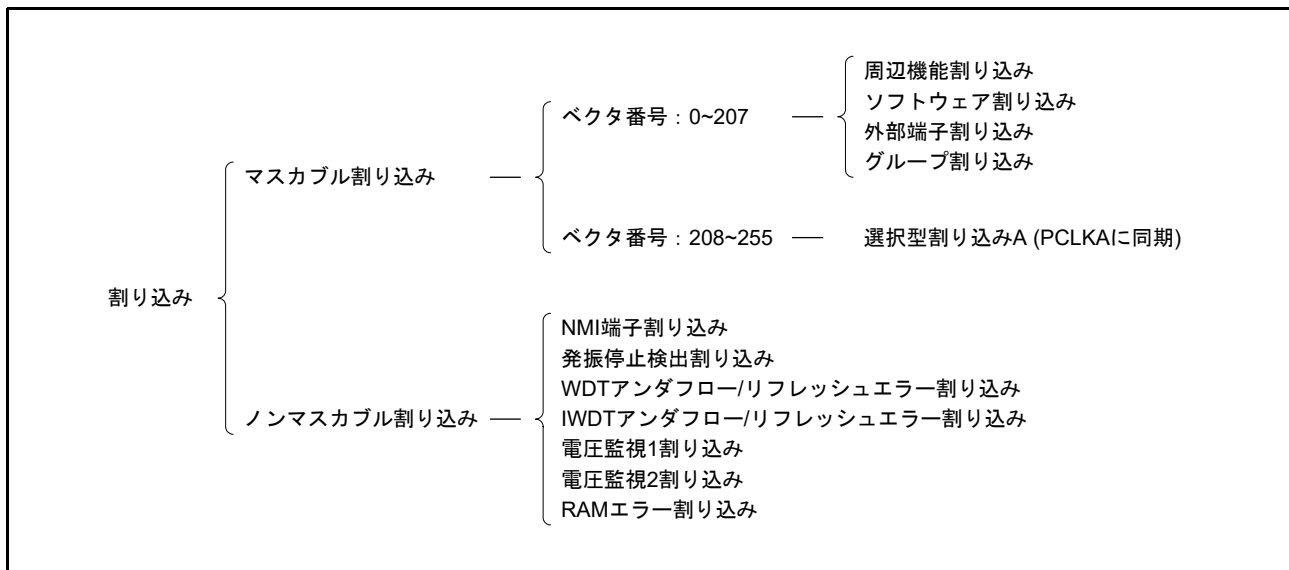 周辺機能割り込み
ソフトウェア割り込み
ベクタ番号：0~207
外部端子割り込み
グループ割り込み
マスカブル割り込み
ベクタ番号：208~255
選択型割り込みA (PCLKAに同期)
割り込み
NMI端子割り込み
発振停止検出割り込み
WDTアンダフロー/リフレッシュエラー割り込み
ノンマスカブル割り込み
IWDTアンダフロー/リフレッシュエラー割り込み
電圧監視1割り込み
電圧監視2割り込み
RAMエラー割り込み